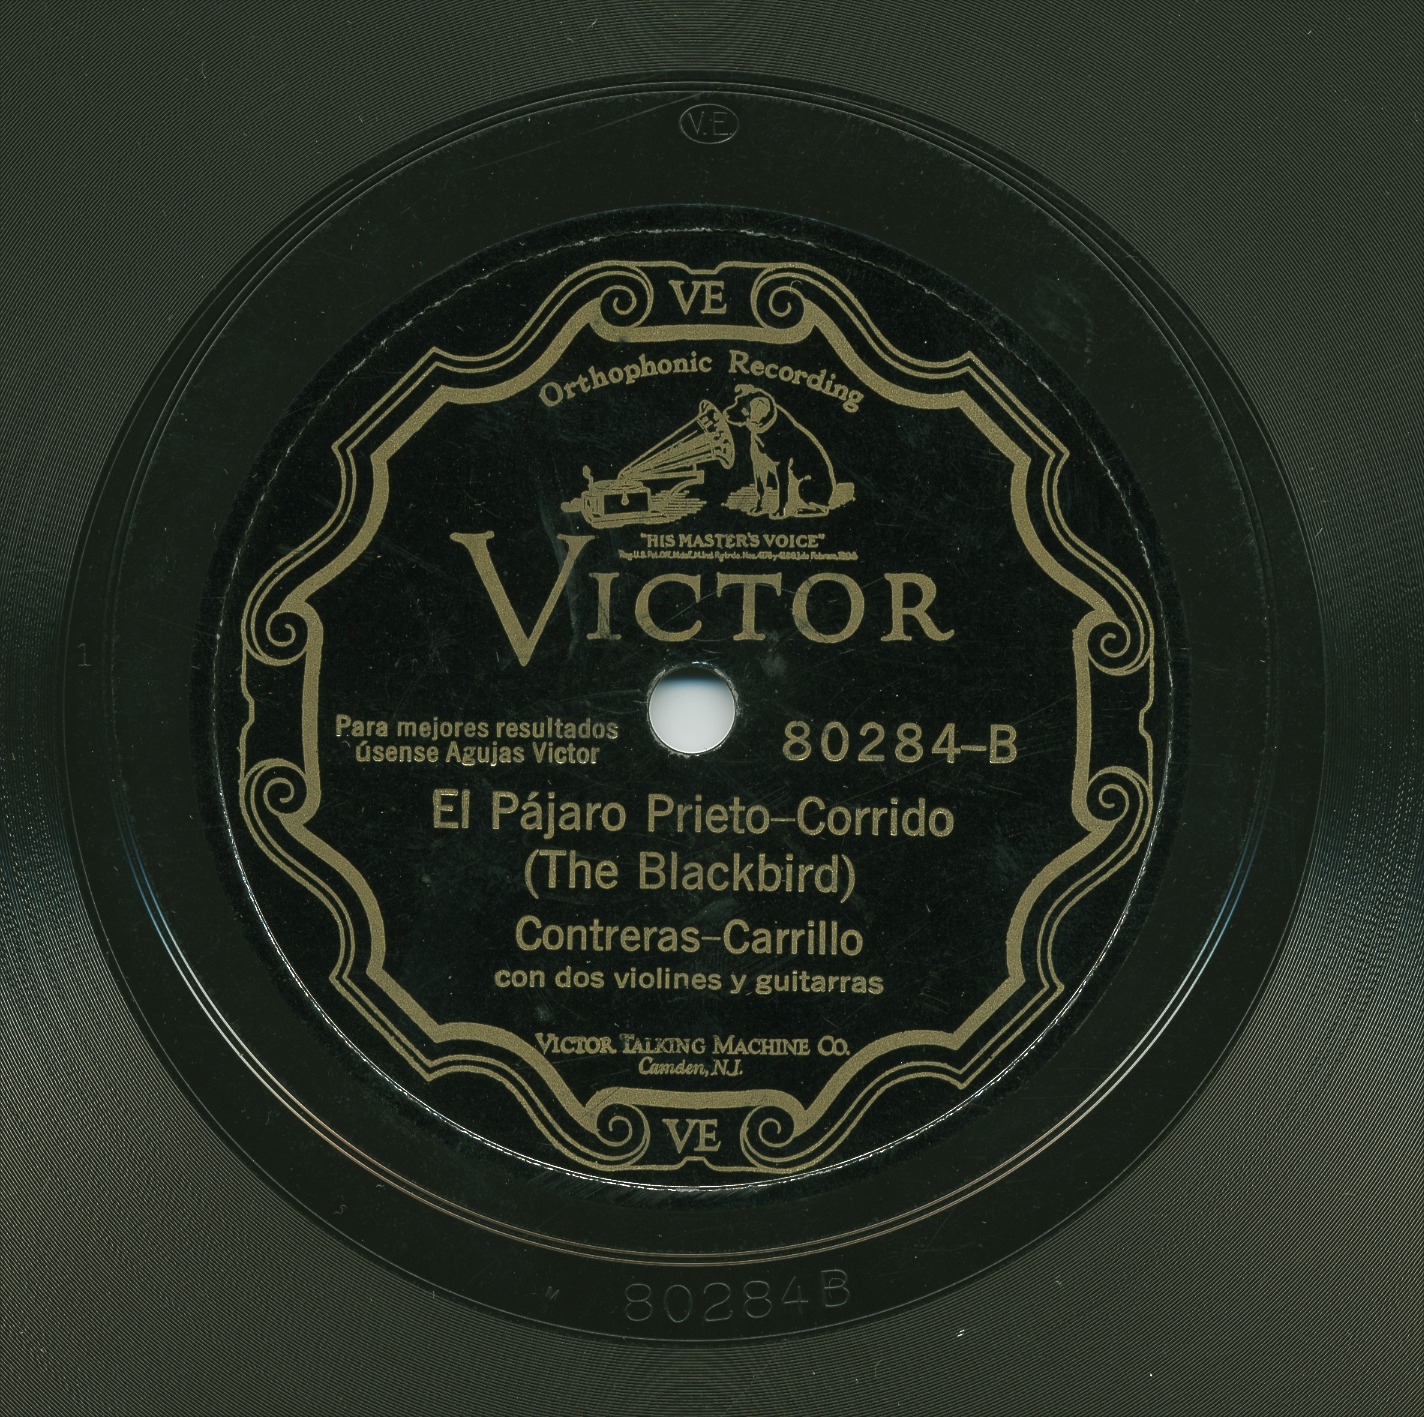 V.E.
VE
Orthophonic Recording
"HIS MASTER'S VOICE"
VICTOR
1
Para mejores resultados
úsense Agujas Victor
80284-B
El Pájaro Prieto-Corrido
(The Blackbird)
Contreras-Carrillo
con dos violines y guitarras
VICTOR TALKING MACHINE CO.
Camden, N.J.
VE
S
M
80284B